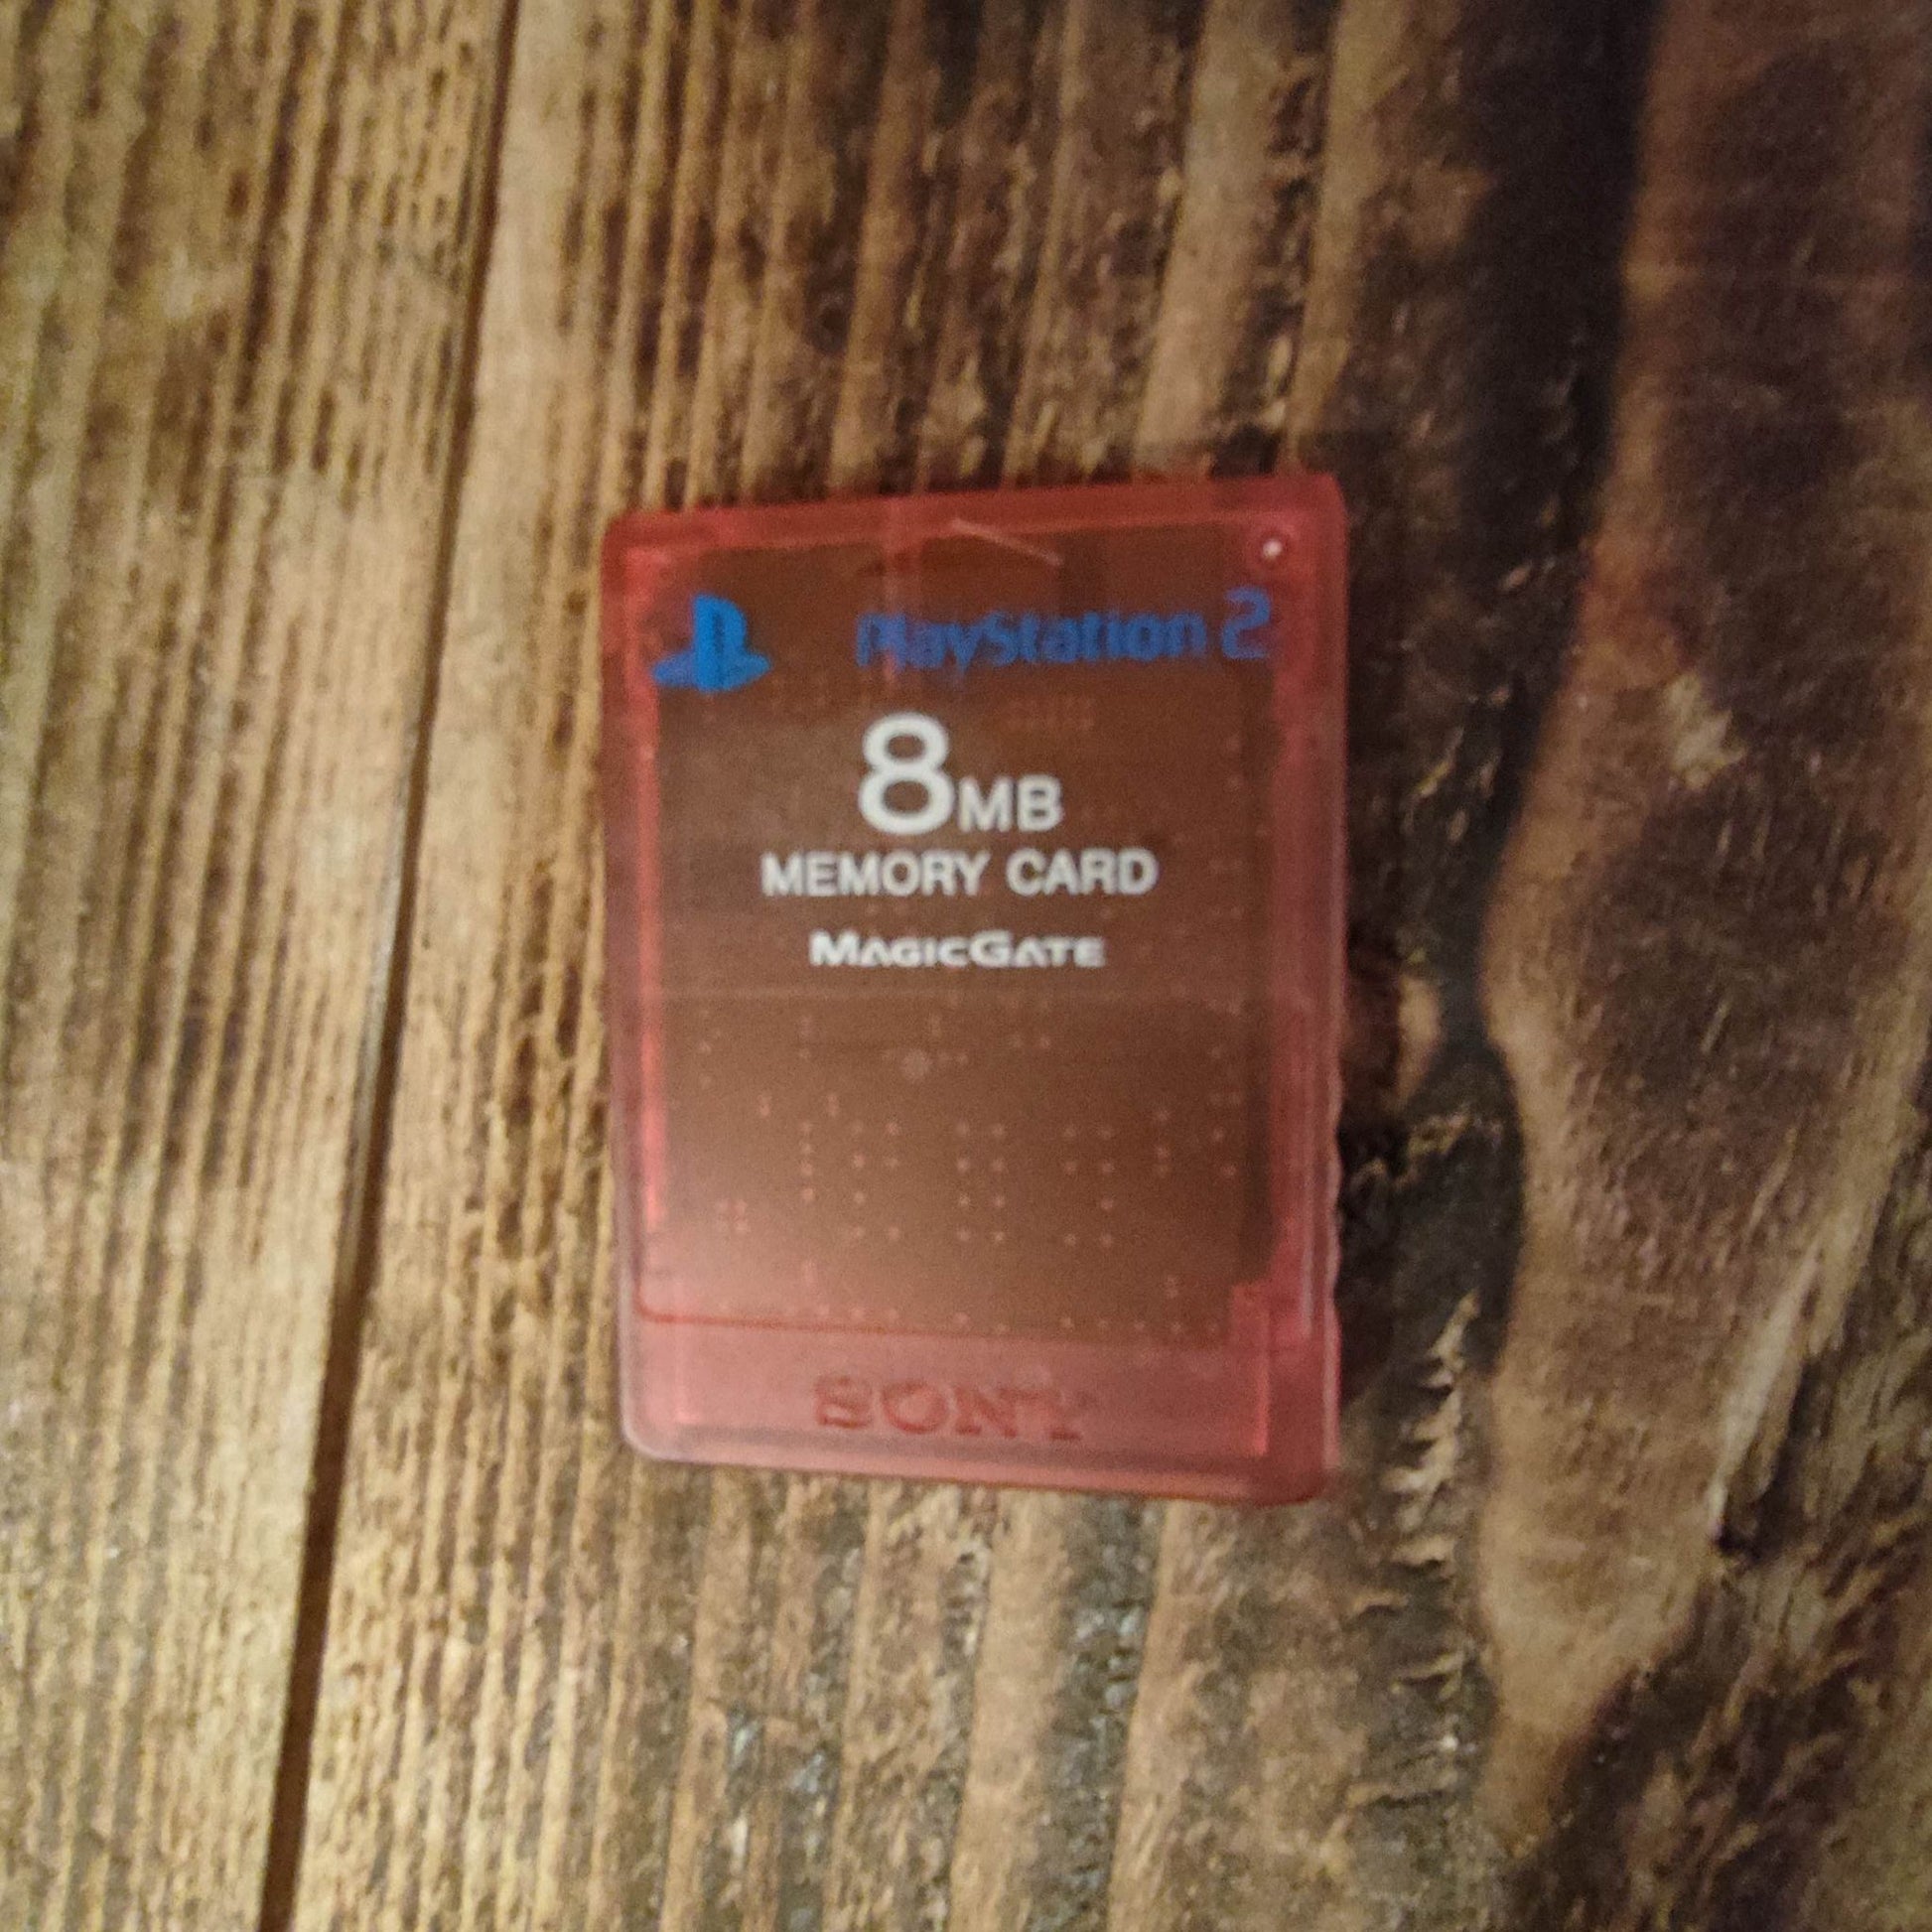 PlayStation 2
8MB
MEMORY CARD
MAGICGATE
SONY